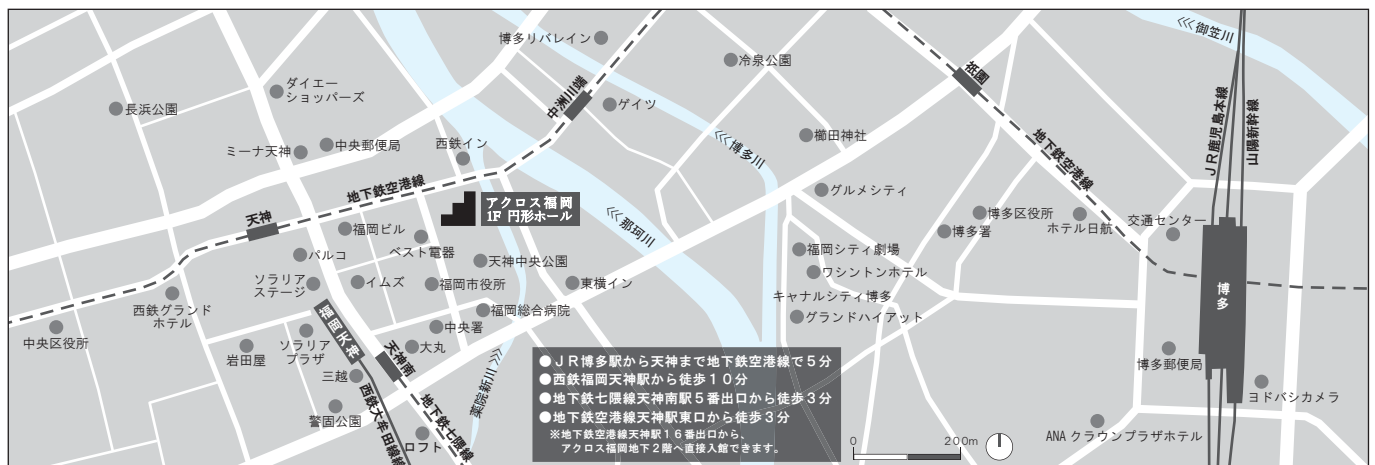 博多リバレイン
冷泉公園
<<<御笠川
祇園
ダイエー
ショッパーズ
長浜公園
中洲川端
ゲイツ
JR鹿児島本線
山陽新幹線
ミーナ天神
中央郵便局
西鉄イン
<<<博多川
櫛田神社
地下鉄空港線
地下鉄空港線
アクロス福岡
1F 円形ホール
グルメシティ
天神
福岡ビル
<<<那珂川
博多区役所
ホテル日航
交通センター
博多署
パルコ
ベスト電器
天神中央公園
福岡シティ劇場
ワシントンホテル
ソラリア
ステージ
イムズ
福岡市役所
東横イン
キャナルシティ博多
グランドハイアット
博多
西鉄グランド
ホテル
福岡天神
福岡総合病院
中央区役所
岩田屋
ソラリア
プラザ
中央署
大丸
天神南
三越
薬院新川>>>
警固公園
西鉄大牟田線
地下鉄七隈線
ロフト
●JR博多駅から天神まで地下鉄空港線で5分
●西鉄福岡天神駅から徒歩10分
●地下鉄七隈線天神南駅5番出口から徒歩3分
●地下鉄空港線天神駅東口から徒歩3分
※地下鉄空港線天神駅16番出口から、
アクロス福岡地下2階へ直接入館できます。
博多郵便局
ヨドバシカメラ
ANAクラウンプラザホテル
0 200m